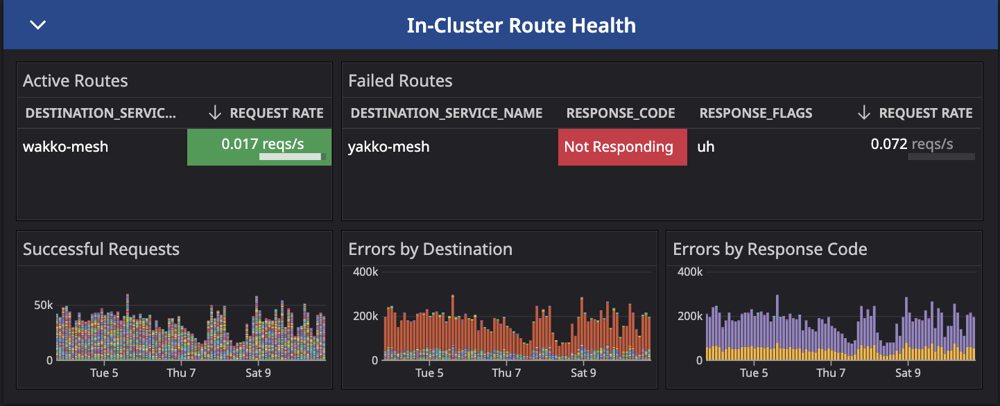 In-Cluster Route Health
Active Routes
DESTINATION_SERVIC... ↓ REQUEST RATE
wakko-mesh 0.017 reqs/s
Failed Routes
DESTINATION_SERVICE_NAME RESPONSE_CODE RESPONSE_FLAGS ↓ REQUEST RATE
yakko-mesh Not Responding uh 0.072 reqs/s
Successful Requests
50k
0
Tue 5 Thu 7 Sat 9
Errors by Destination
400k
200k
0
Tue 5 Thu 7 Sat 9
Errors by Response Code
400k
200k
0
Tue 5 Thu 7 Sat 9